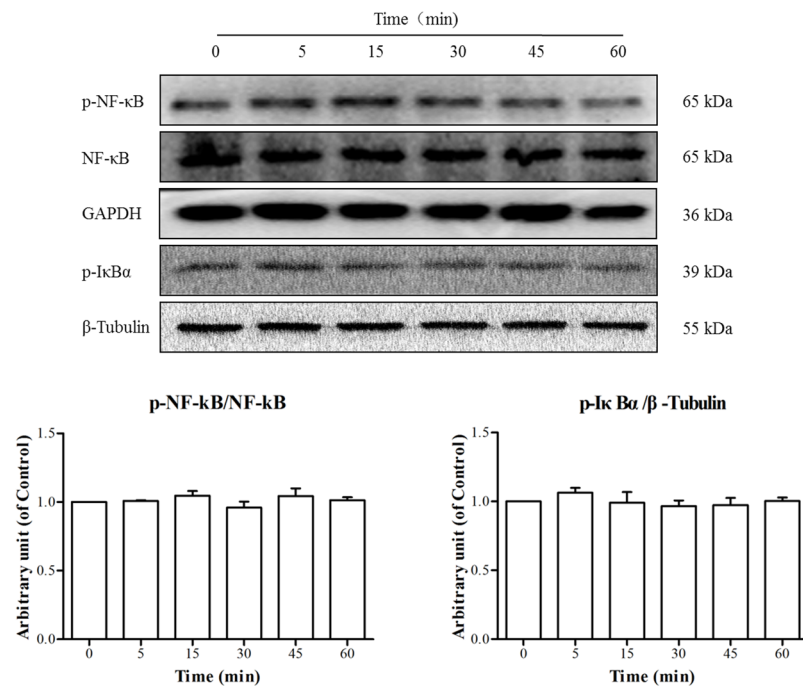 Time（min）
0 5 15 30 45 60
p-NF-κB 65 kDa
NF-κB 65 kDa
GAPDH 36 kDa
p-IκBα 39 kDa
β-Tubulin 55 kDa
p-NF-kB/NF-kB
Arbitrary unit (of Control)
1.5
1.0
0.5
0.0
0 5 15 30 45 60
Time (min)
p-Iκ Bα /β -Tubulin
Arbitrary unit (of Control)
1.5
1.0
0.5
0.0
0 5 15 30 45 60
Time (min)